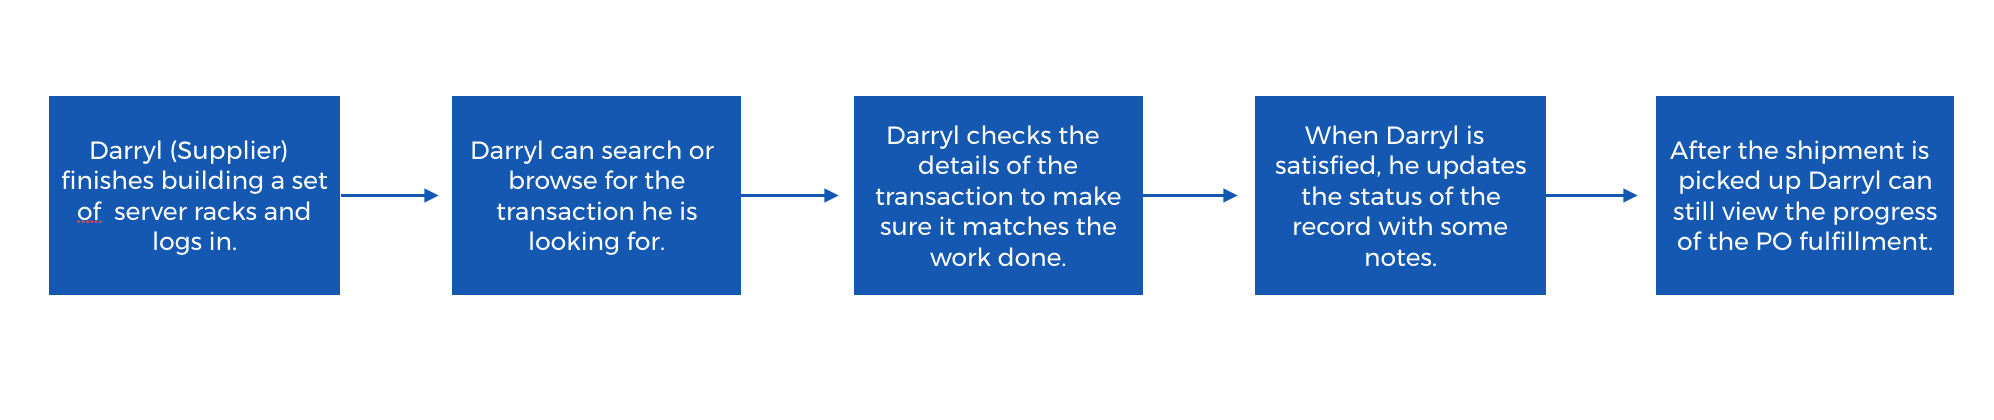 Darryl (Supplier)
finishes building a set
of  server racks and
logs in.
Darryl can search or
browse for the
transaction he is
looking for.
Darryl checks the
details of the
transaction to make
sure it matches the
work done.
When Darryl is
satisfied, he updates
the status of the
record with some
notes.
After the shipment is
picked up Darryl can
still view the progress
of the PO fulfillment.